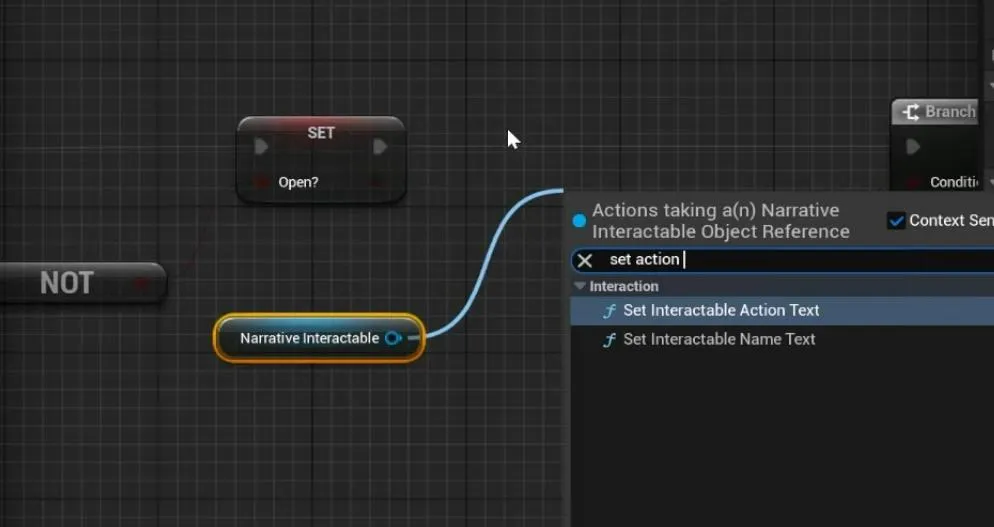 SET
Open?
Branch
Actions taking a(n) Narrative
Interactable Object Reference
Context Sen
set action
Interaction
Set Interactable Action Text
Set Interactable Name Text
NOT
Narrative Interactable
Conditi